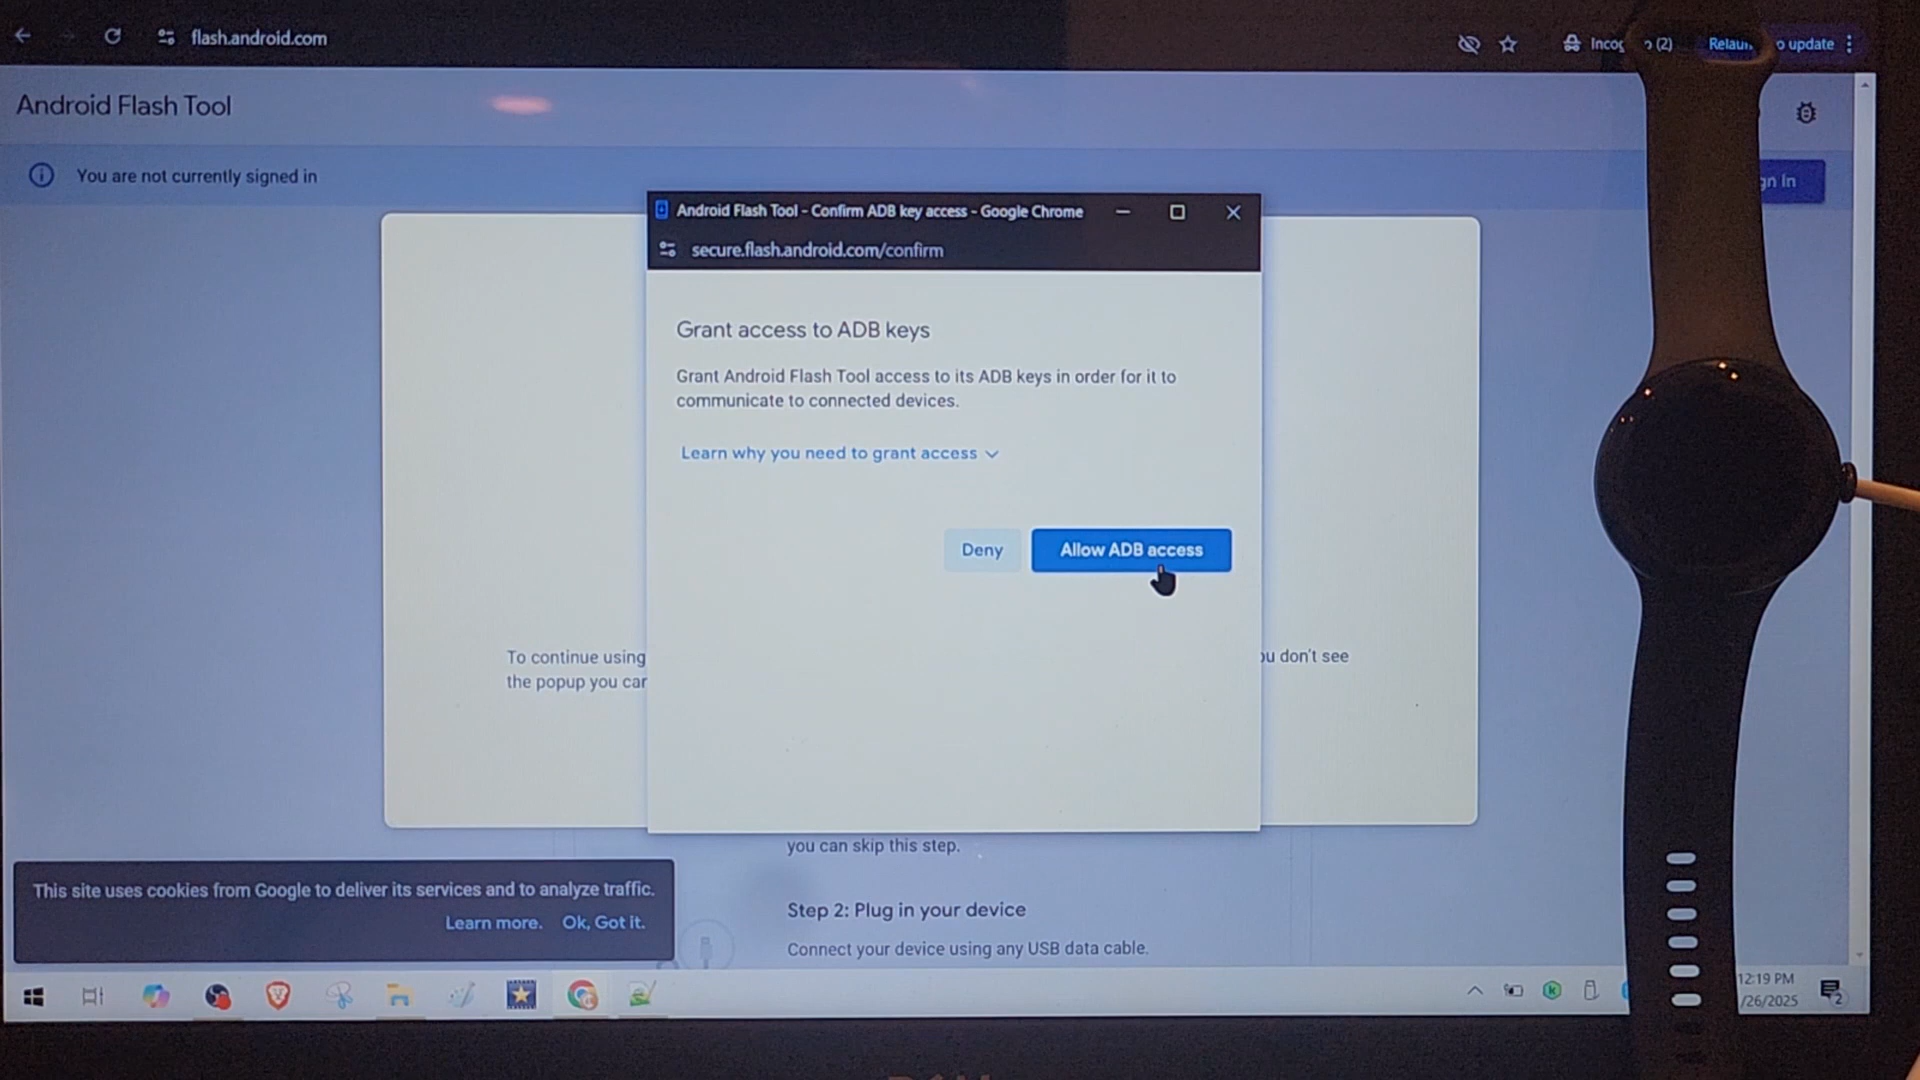 flash.android.com
(2)
update
Android Flash Tool
You are not currently signed in
In
Android Flash Tool - Confirm ADB key access - Google Chrome
secure.flash.android.com/confirm
Grant access to ADB keys
Grant Android Flash Tool access to its ADB keys in order for it to
communicate to connected devices.
Learn why you need to grant access
Deny
Allow ADB access
To continue using
don't see
the popup you
you can skip this step.
This site uses cookies from Google to deliver its services and to analyze traffic.
Learn more.
Ok, Got it.
Step 2: Plug in your device
Connect your device using any USB data cable.
12:19 PM
/26/2025
2